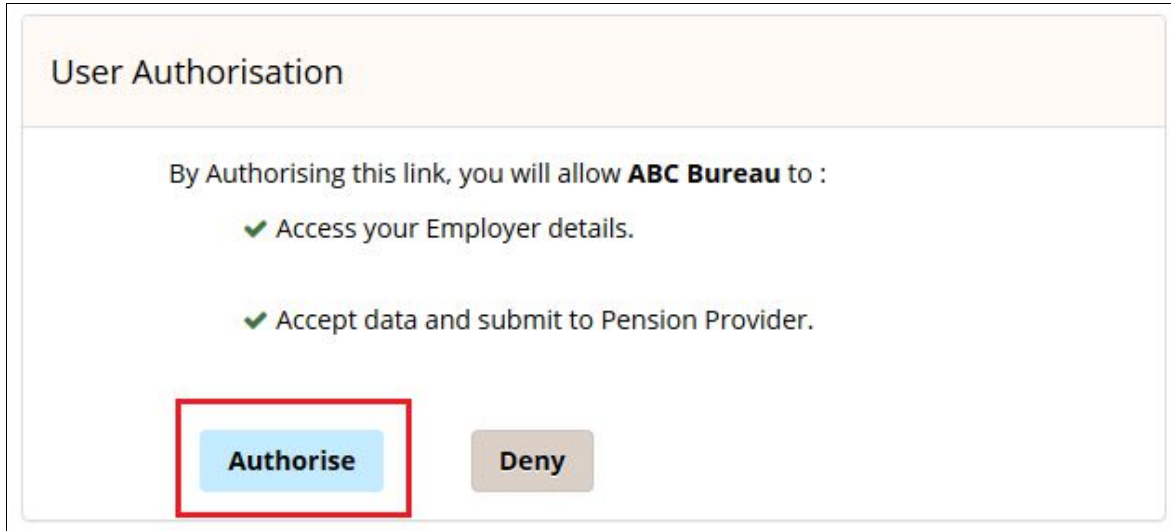 User Authorisation
By Authorising this link, you will allow ABC Bureau to :
Access your Employer details.
Accept data and submit to Pension Provider.
Authorise Deny